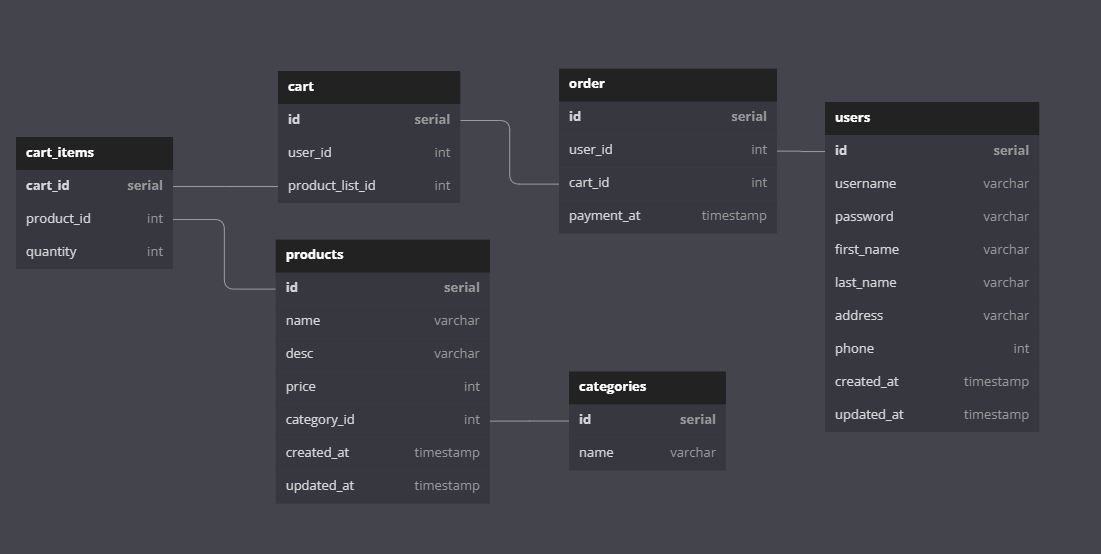 cart_items
cart_id serial
product_id int
quantity int
cart
id serial
user_id int
product_list_id int
products
id serial
name varchar
desc varchar
price int
category_id int
created_at timestamp
updated_at timestamp
order
id serial
user_id int
cart_id int
payment_at timestamp
categories
id serial
name varchar
users
id serial
username varchar
password varchar
first_name varchar
last_name varchar
address varchar
phone int
created_at timestamp
updated_at timestamp